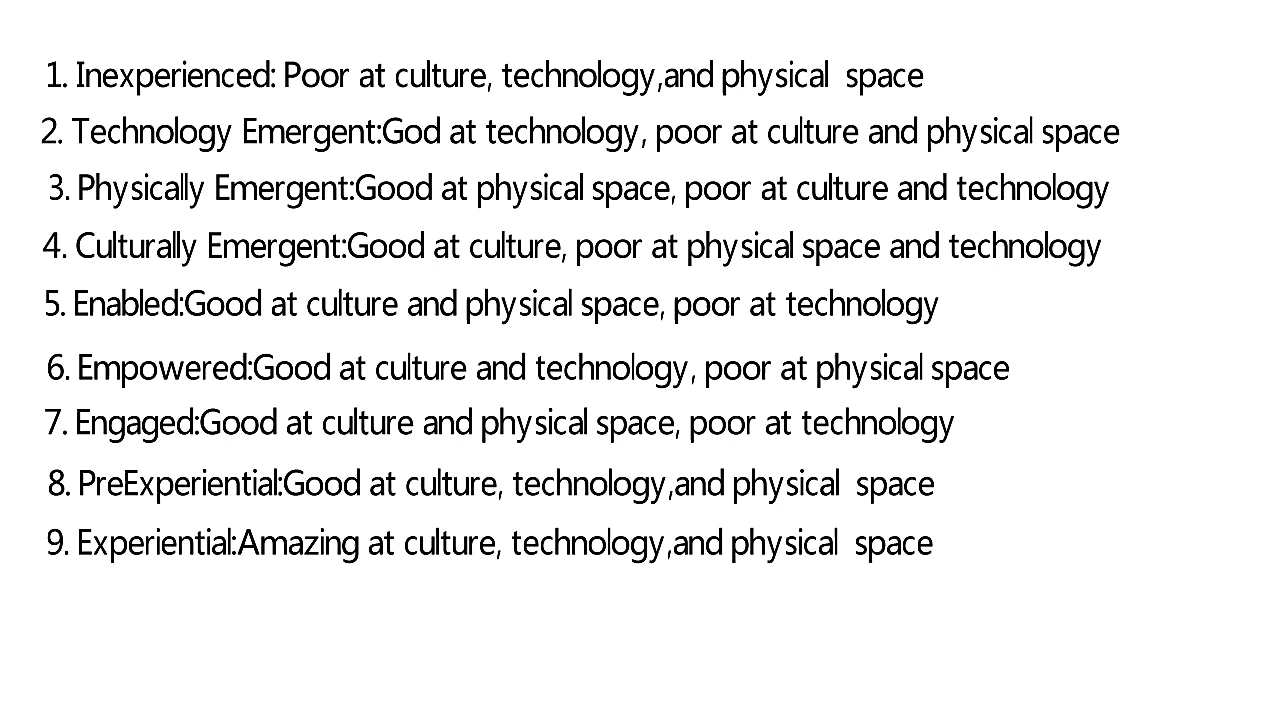 1. Inexperienced: Poor at culture, technology,and physical space
2. Technology Emergent:God at technology, poor at culture and physical space
3. Physically Emergent:Good at physical space, poor at culture and technology
4. Culturally Emergent:Good at culture, poor at physical space and technology
5. Enabled:Good at culture and physical space, poor at technology
6. Empowered:Good at culture and technology, poor at physical space
7. Engaged:Good at culture and physical space, poor at technology
8. PreExperiential:Good at culture, technology,and physical space
9. Experiential:Amazing at culture, technology,and physical space